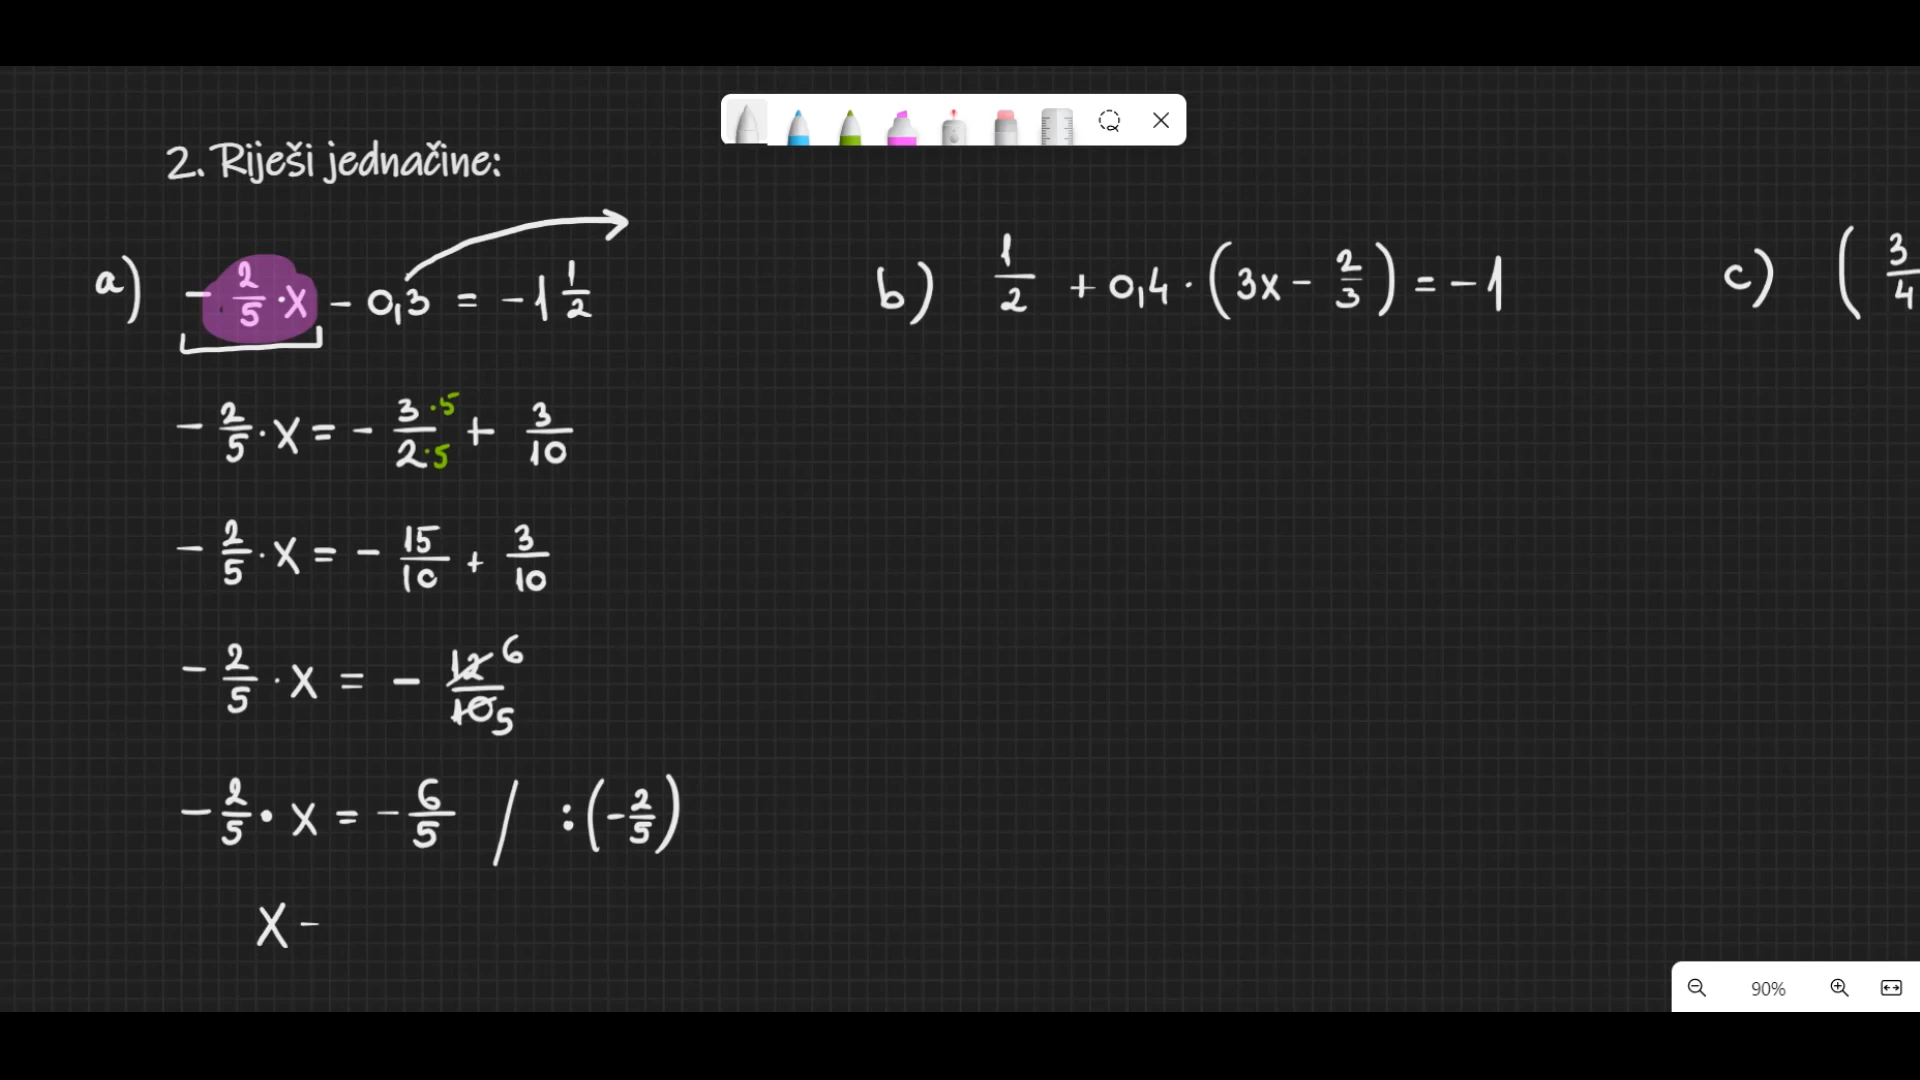 2. Riješi jednačine:
a) - 2/5 · x - 0,3 = - 1 1/2
- 2/5 · x = - 3·5/2·5 + 3/10
- 2/5 · x = - 15/10 + 3/10
- 2/5 · x = - 12/10 6/5
- 2/5 · x = - 6/5 / : (- 2/5)
x -
b) 1/2 + 0,4 · (3x - 2/3) = - 1
c) ( 3/4
90%